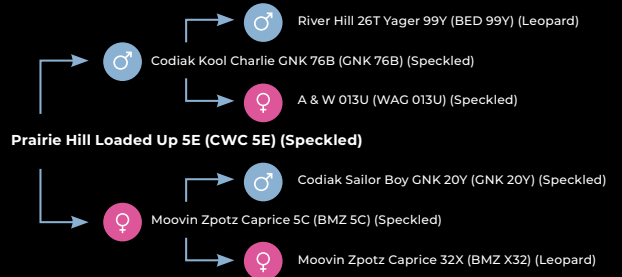 River Hill 26T Yager 99Y (BED 99Y) (Leopard)
Codiak Kool Charlie GNK 76B (GNK 76B) (Speckled)
A & W 013U (WAG 013U) (Speckled)
Prairie Hill Loaded Up 5E (CWC 5E) (Speckled)
Codiak Sailor Boy GNK 20Y (GNK 20Y) (Speckled)
Moovin Zpotz Caprice 5C (BMZ 5C) (Speckled)
Moovin Zpotz Caprice 32X (BMZ X32) (Leopard)